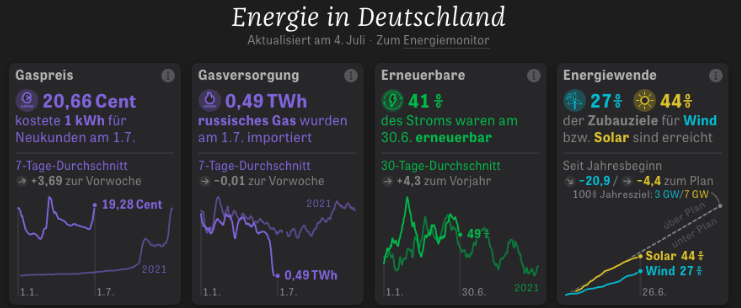 Energie in Deutschland
Aktualisiert am 4. Juli · Zum Energiemonitor
Gaspreis
20,66 Cent
kostete 1 kWh für
Neukunden am 1.7.
7-Tage-Durchschnitt
+3,69 zur Vorwoche
19,28 Cent
2021
1.1.
1.7.
Gasversorgung
0,49 TWh
russisches Gas wurden
am 1.7. importiert
7-Tage-Durchschnitt
−0,01 zur Vorwoche
2021
0,49 TWh
1.1.
1.7.
Erneuerbare
41 %
des Stroms waren am
30.6. erneuerbar
30-Tage-Durchschnitt
+4,3 zum Vorjahr
49 %
2021
1.1.
30.6.
Energiewende
27 % 44 %
der Zubauziele für Wind
bzw. Solar sind erreicht
Seit Jahresbeginn
−20,9 / −4,4 zum Plan
100 % Jahresziel: 3 GW/7 GW
über Plan
unter Plan
Solar 44 %
Wind 27 %
1.1.
26.6.